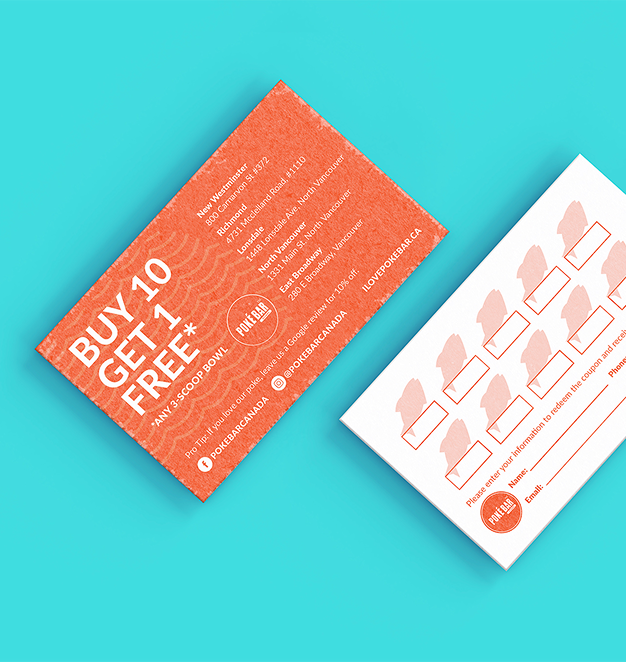 BUY 10
GET 1
FREE*
*ANY 3-SCOOP BOWL
New Westminster
800 Carnarvon St #372
Richmond
4731 McClelland Road, #1110
Lonsdale
1448 Lonsdale Ave, North Vancouver
North Vancouver
1331 Main St, North Vancouver
East Broadway
280 E Broadway, Vancouver
POKÉ BAR
Pro Tip: If you love our poke, leave us a Google review for 10% off.
POKEBARCANADA
@POKEBARCANADA
ILOVEPOKEBAR.CA
Please enter your information to redeem the coupon and
Name:
Phone:
Email:
POKÉ BAR